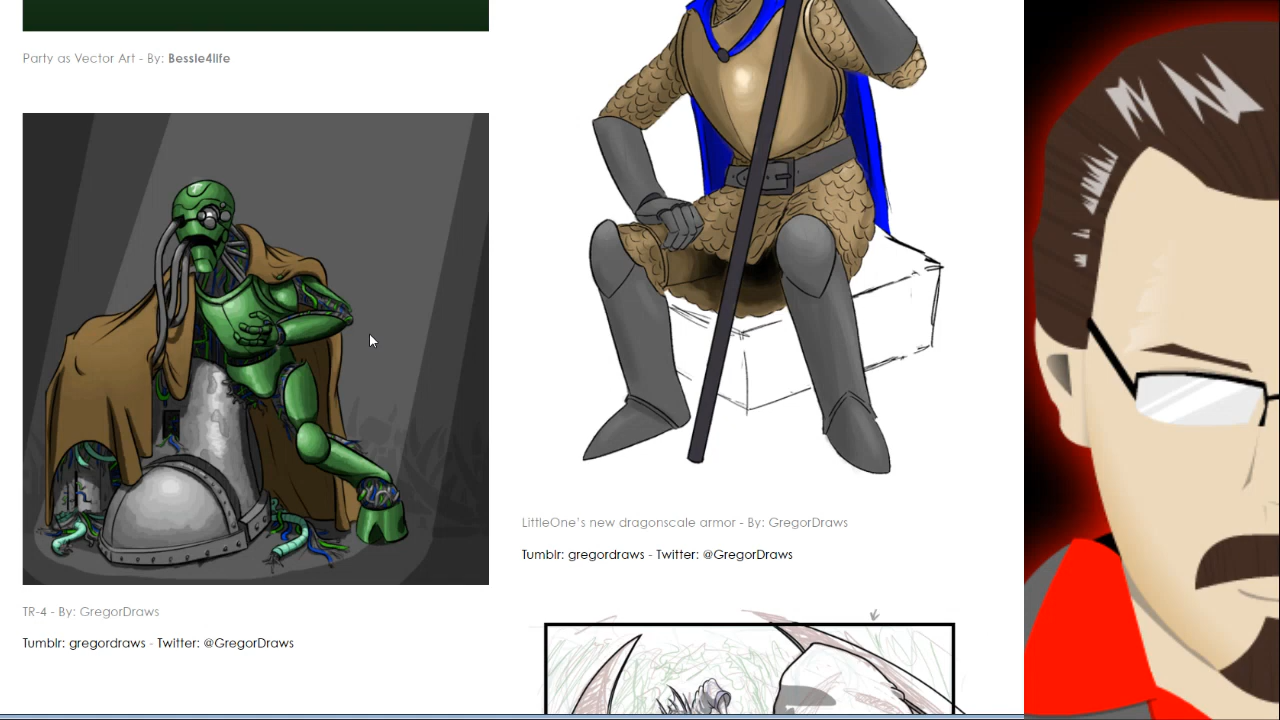 Party as Vector Art - By: Bessie4life
TR-4 - By: GregorDraws
Tumblr: gregordraws - Twitter: @GregorDraws
LittleOne's new dragonscale armor - By: GregorDraws
Tumblr: gregordraws - Twitter: @GregorDraws